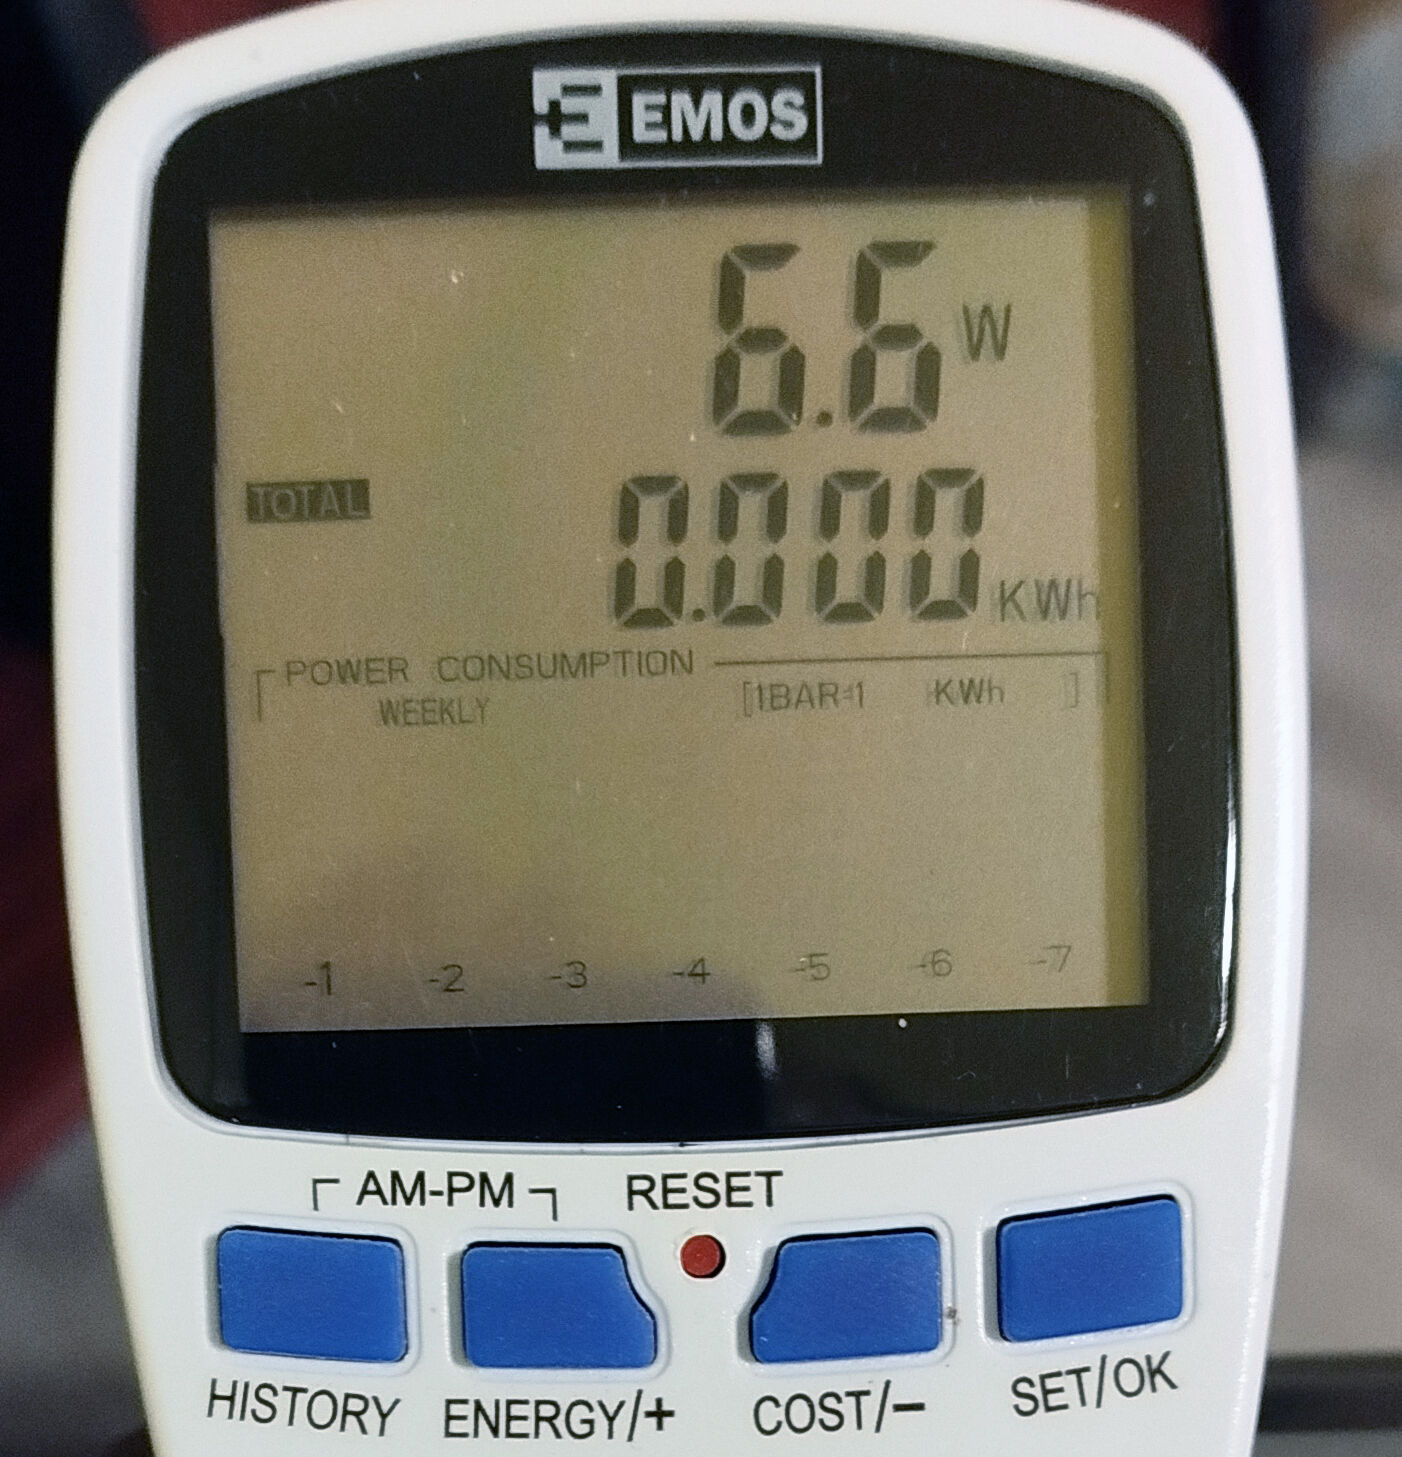 EMOS
6.6 W
TOTAL
0.000 KWh
POWER CONSUMPTION
WEEKLY [1BAR=1 KWh ]
-1 -2 -3 -4 -5 -6 -7
AM-PM RESET
HISTORY ENERGY/+ COST/− SET/OK